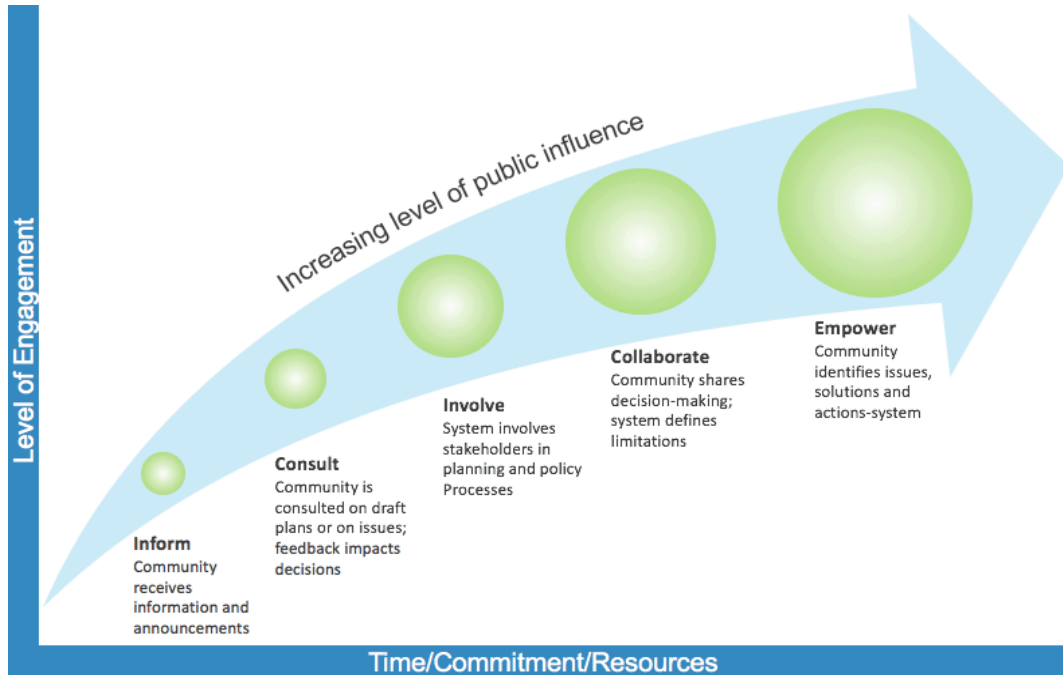 Level of Engagement
Increasing level of public influence
Inform
Community
receives
information and
announcements
Consult
Community is
consulted on draft
plans or on issues;
feedback impacts
decisions
Involve
System involves
stakeholders in
planning and policy
Processes
Collaborate
Community shares
decision-making;
system defines
limitations
Empower
Community
identifies issues,
solutions and
actions-system
Time/Commitment/Resources